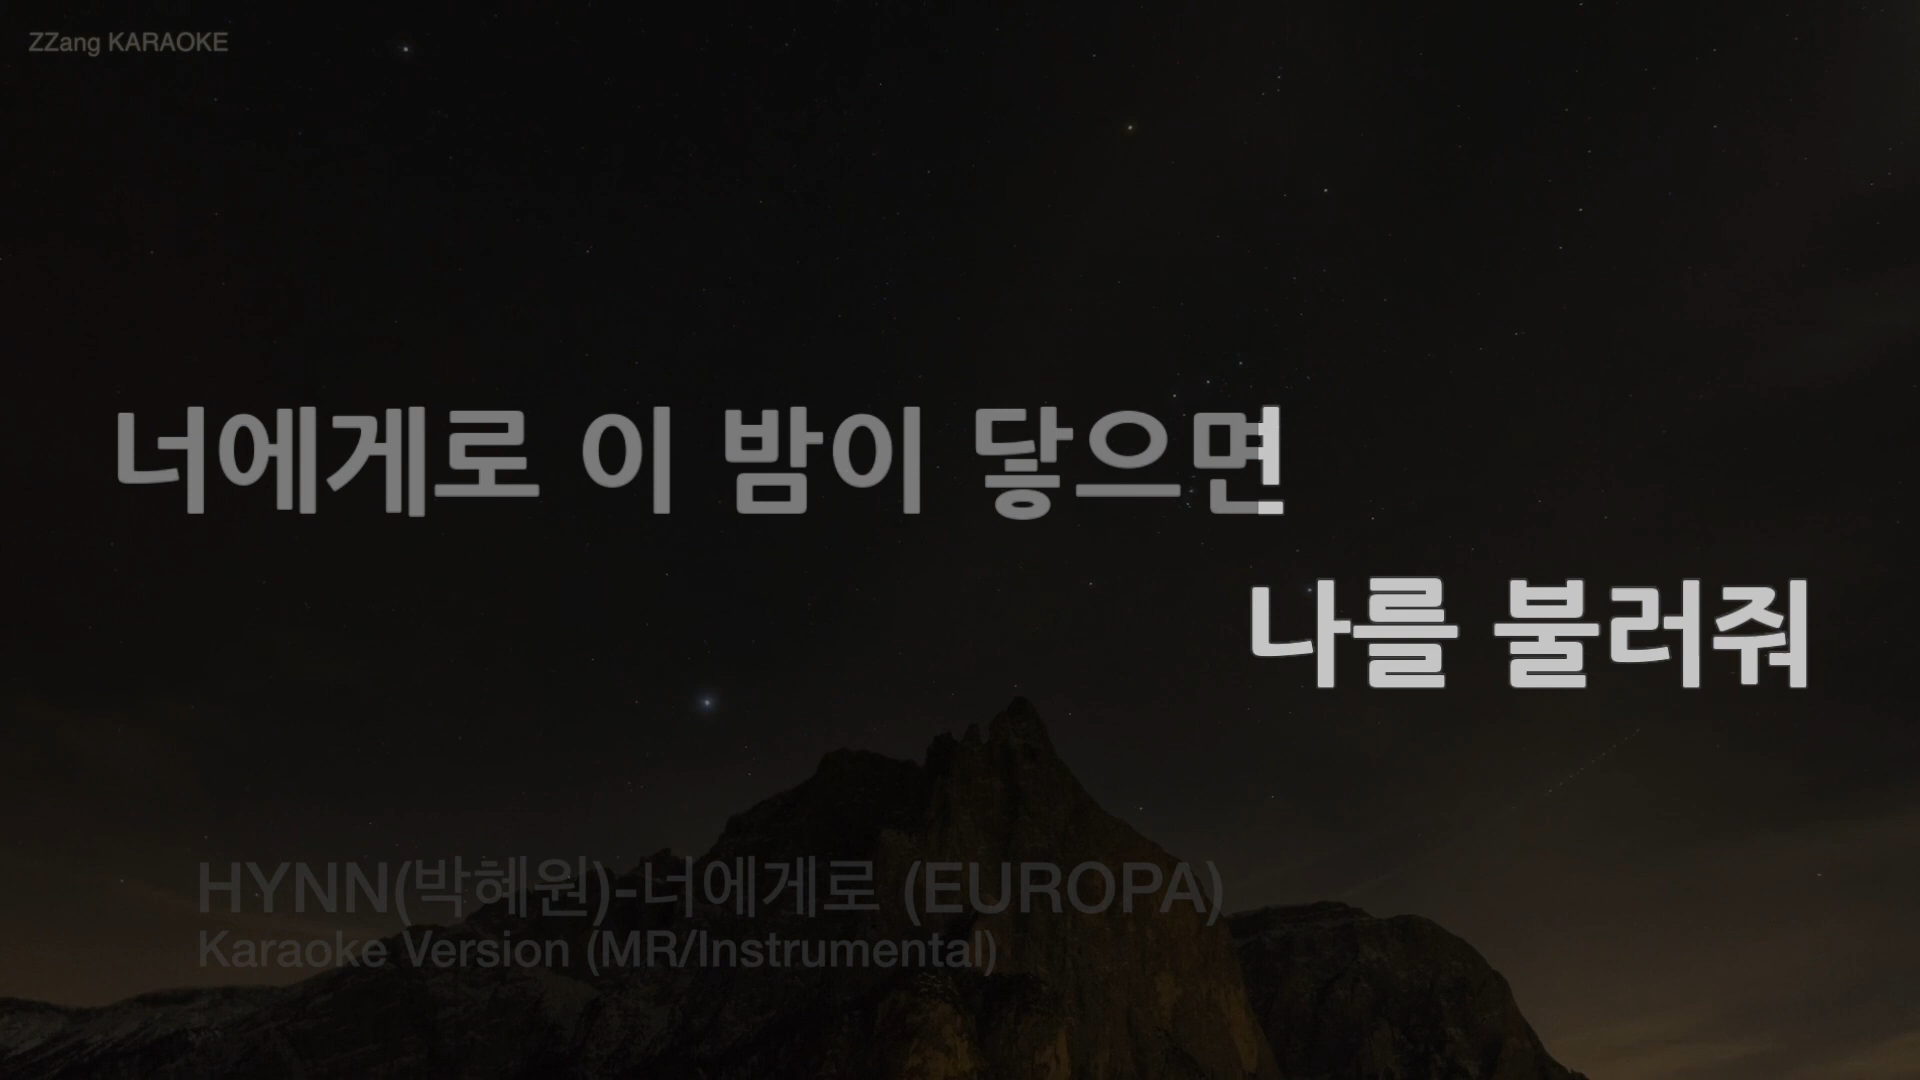 ZZang KARAOKE
너에게로 이 밤이 닿으면
나를 불러줘
HYNN(박혜원)-너에게로 (EUROPA)
Karaoke Version (MR/Instrumental)